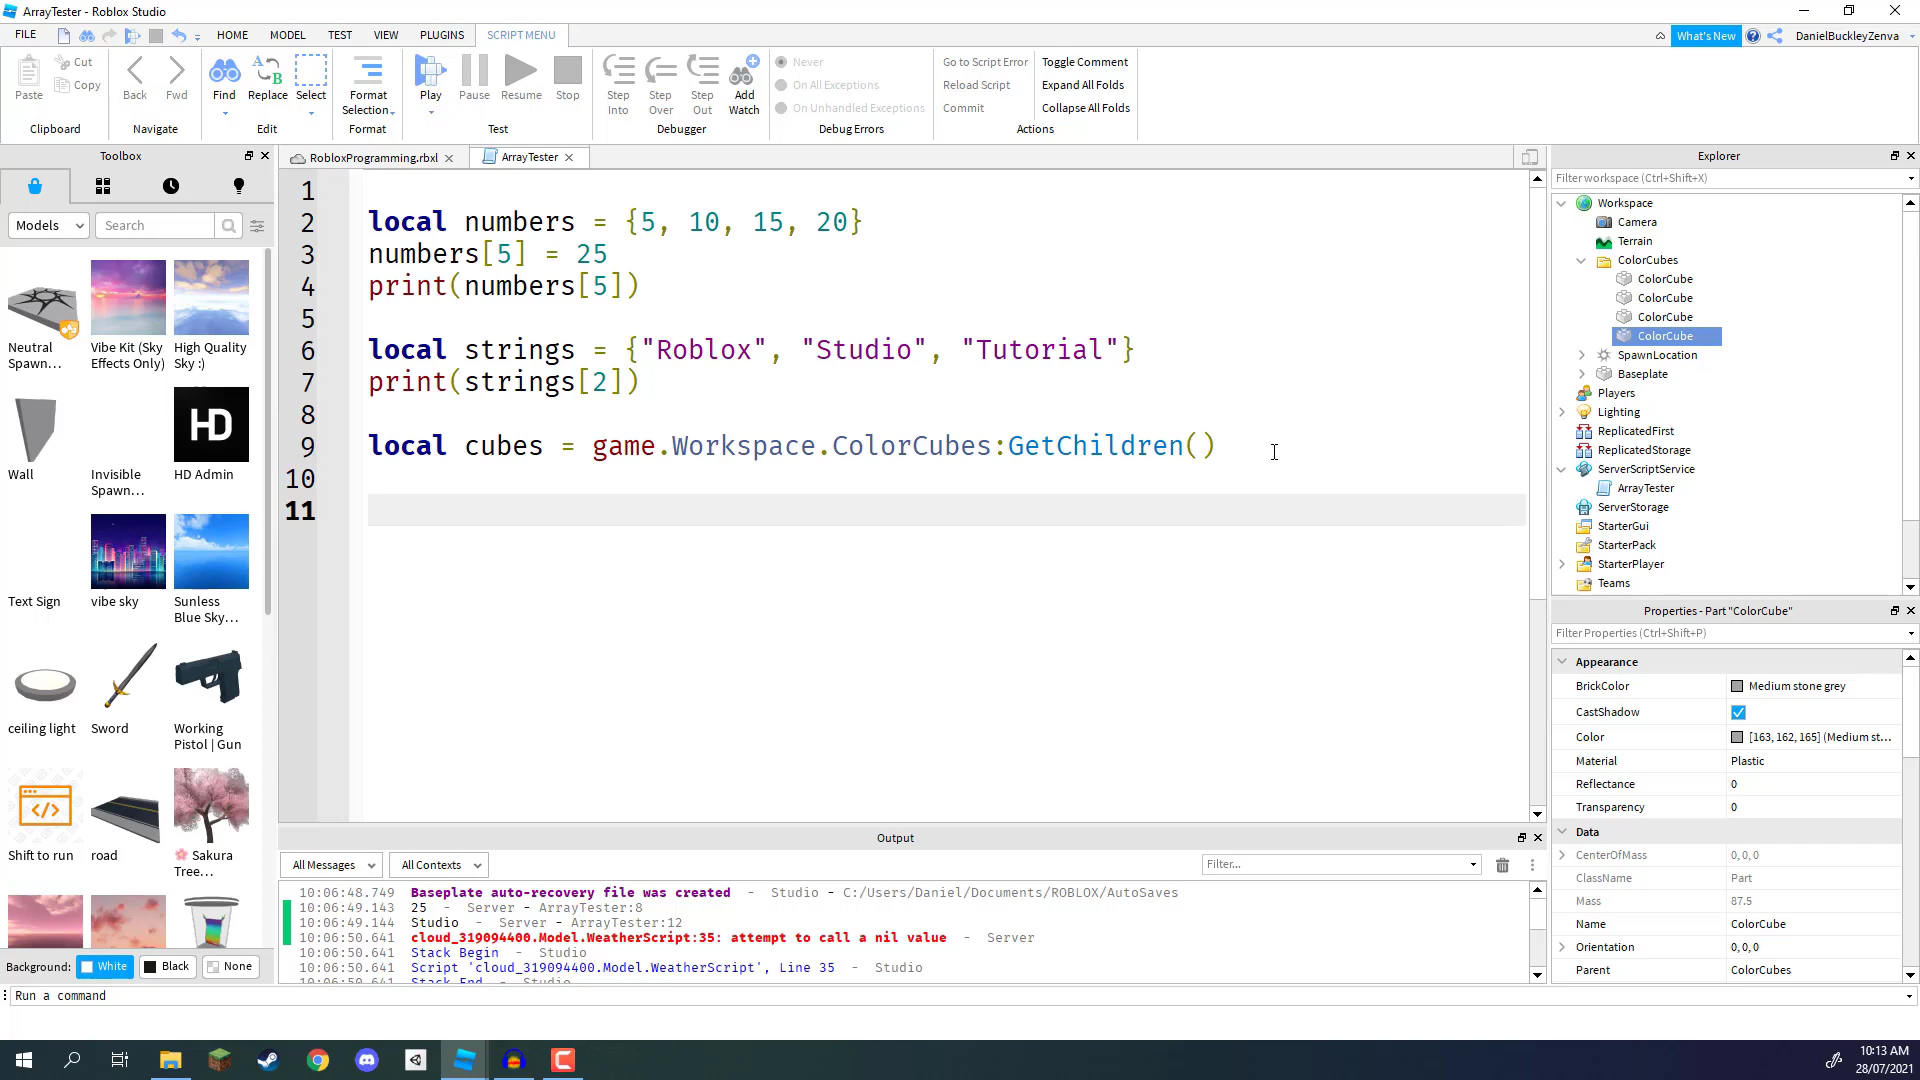 ArrayTester - Roblox Studio
FILE HOME MODEL TEST VIEW PLUGINS SCRIPT MENU What's New DanielBuckleyZenva
Paste Cut Copy
Clipboard
Back Fwd
Navigate
Find Replace Select
Edit
Format Selection
Format
Play Pause Resume Stop
Test
Step Into Step Over Step Out Add Watch
Debugger
Never
On All Exceptions
On Unhandled Exceptions
Debug Errors
Go to Script Error Toggle Comment
Reload Script Expand All Folds
Commit Collapse All Folds
Actions
Toolbox
Models Search
Neutral Spawn...
Vibe Kit (Sky Effects Only)
High Quality Sky :)
Wall
Invisible Spawn...
HD
HD Admin
Text Sign
vibe sky
Sunless Blue Sky...
ceiling light
Sword
Working Pistol | Gun
</>
Shift to run
road
🌸 Sakura Tree...
Background: White Black None
RobloxProgramming.rbxl ArrayTester
1
2 local numbers = {5, 10, 15, 20}
3 numbers[5] = 25
4 print(numbers[5])
5
6 local strings = {"Roblox", "Studio", "Tutorial"}
7 print(strings[2])
8
9 local cubes = game.Workspace.ColorCubes:GetChildren()
10
11
Output
All Messages All Contexts Filter...
10:06:48.749 Baseplate auto-recovery file was created - Studio - C:/Users/Daniel/Documents/ROBLOX/AutoSaves
10:06:49.143 25 - Server - ArrayTester:8
10:06:49.144 Studio - Server - ArrayTester:12
10:06:50.641 cloud_319094400.Model.WeatherScript:35: attempt to call a nil value - Server
10:06:50.641 Stack Begin - Studio
10:06:50.641 Script 'cloud_319094400.Model.WeatherScript', Line 35 - Studio
10:06:50.641 Stack End - Studio
Run a command
Explorer
Filter workspace (Ctrl+Shift+X)
Workspace
Camera
Terrain
ColorCubes
ColorCube
ColorCube
ColorCube
ColorCube
SpawnLocation
Baseplate
Players
Lighting
ReplicatedFirst
ReplicatedStorage
ServerScriptService
ArrayTester
ServerStorage
StarterGui
StarterPack
StarterPlayer
Teams
Properties - Part "ColorCube"
Filter Properties (Ctrl+Shift+P)
Appearance
BrickColor Medium stone grey
CastShadow
Color [163, 162, 165] (Medium st...
Material Plastic
Reflectance 0
Transparency 0
Data
CenterOfMass 0, 0, 0
ClassName Part
Mass 87.5
Name ColorCube
Orientation 0, 0, 0
Parent ColorCubes
10:13 AM
28/07/2021